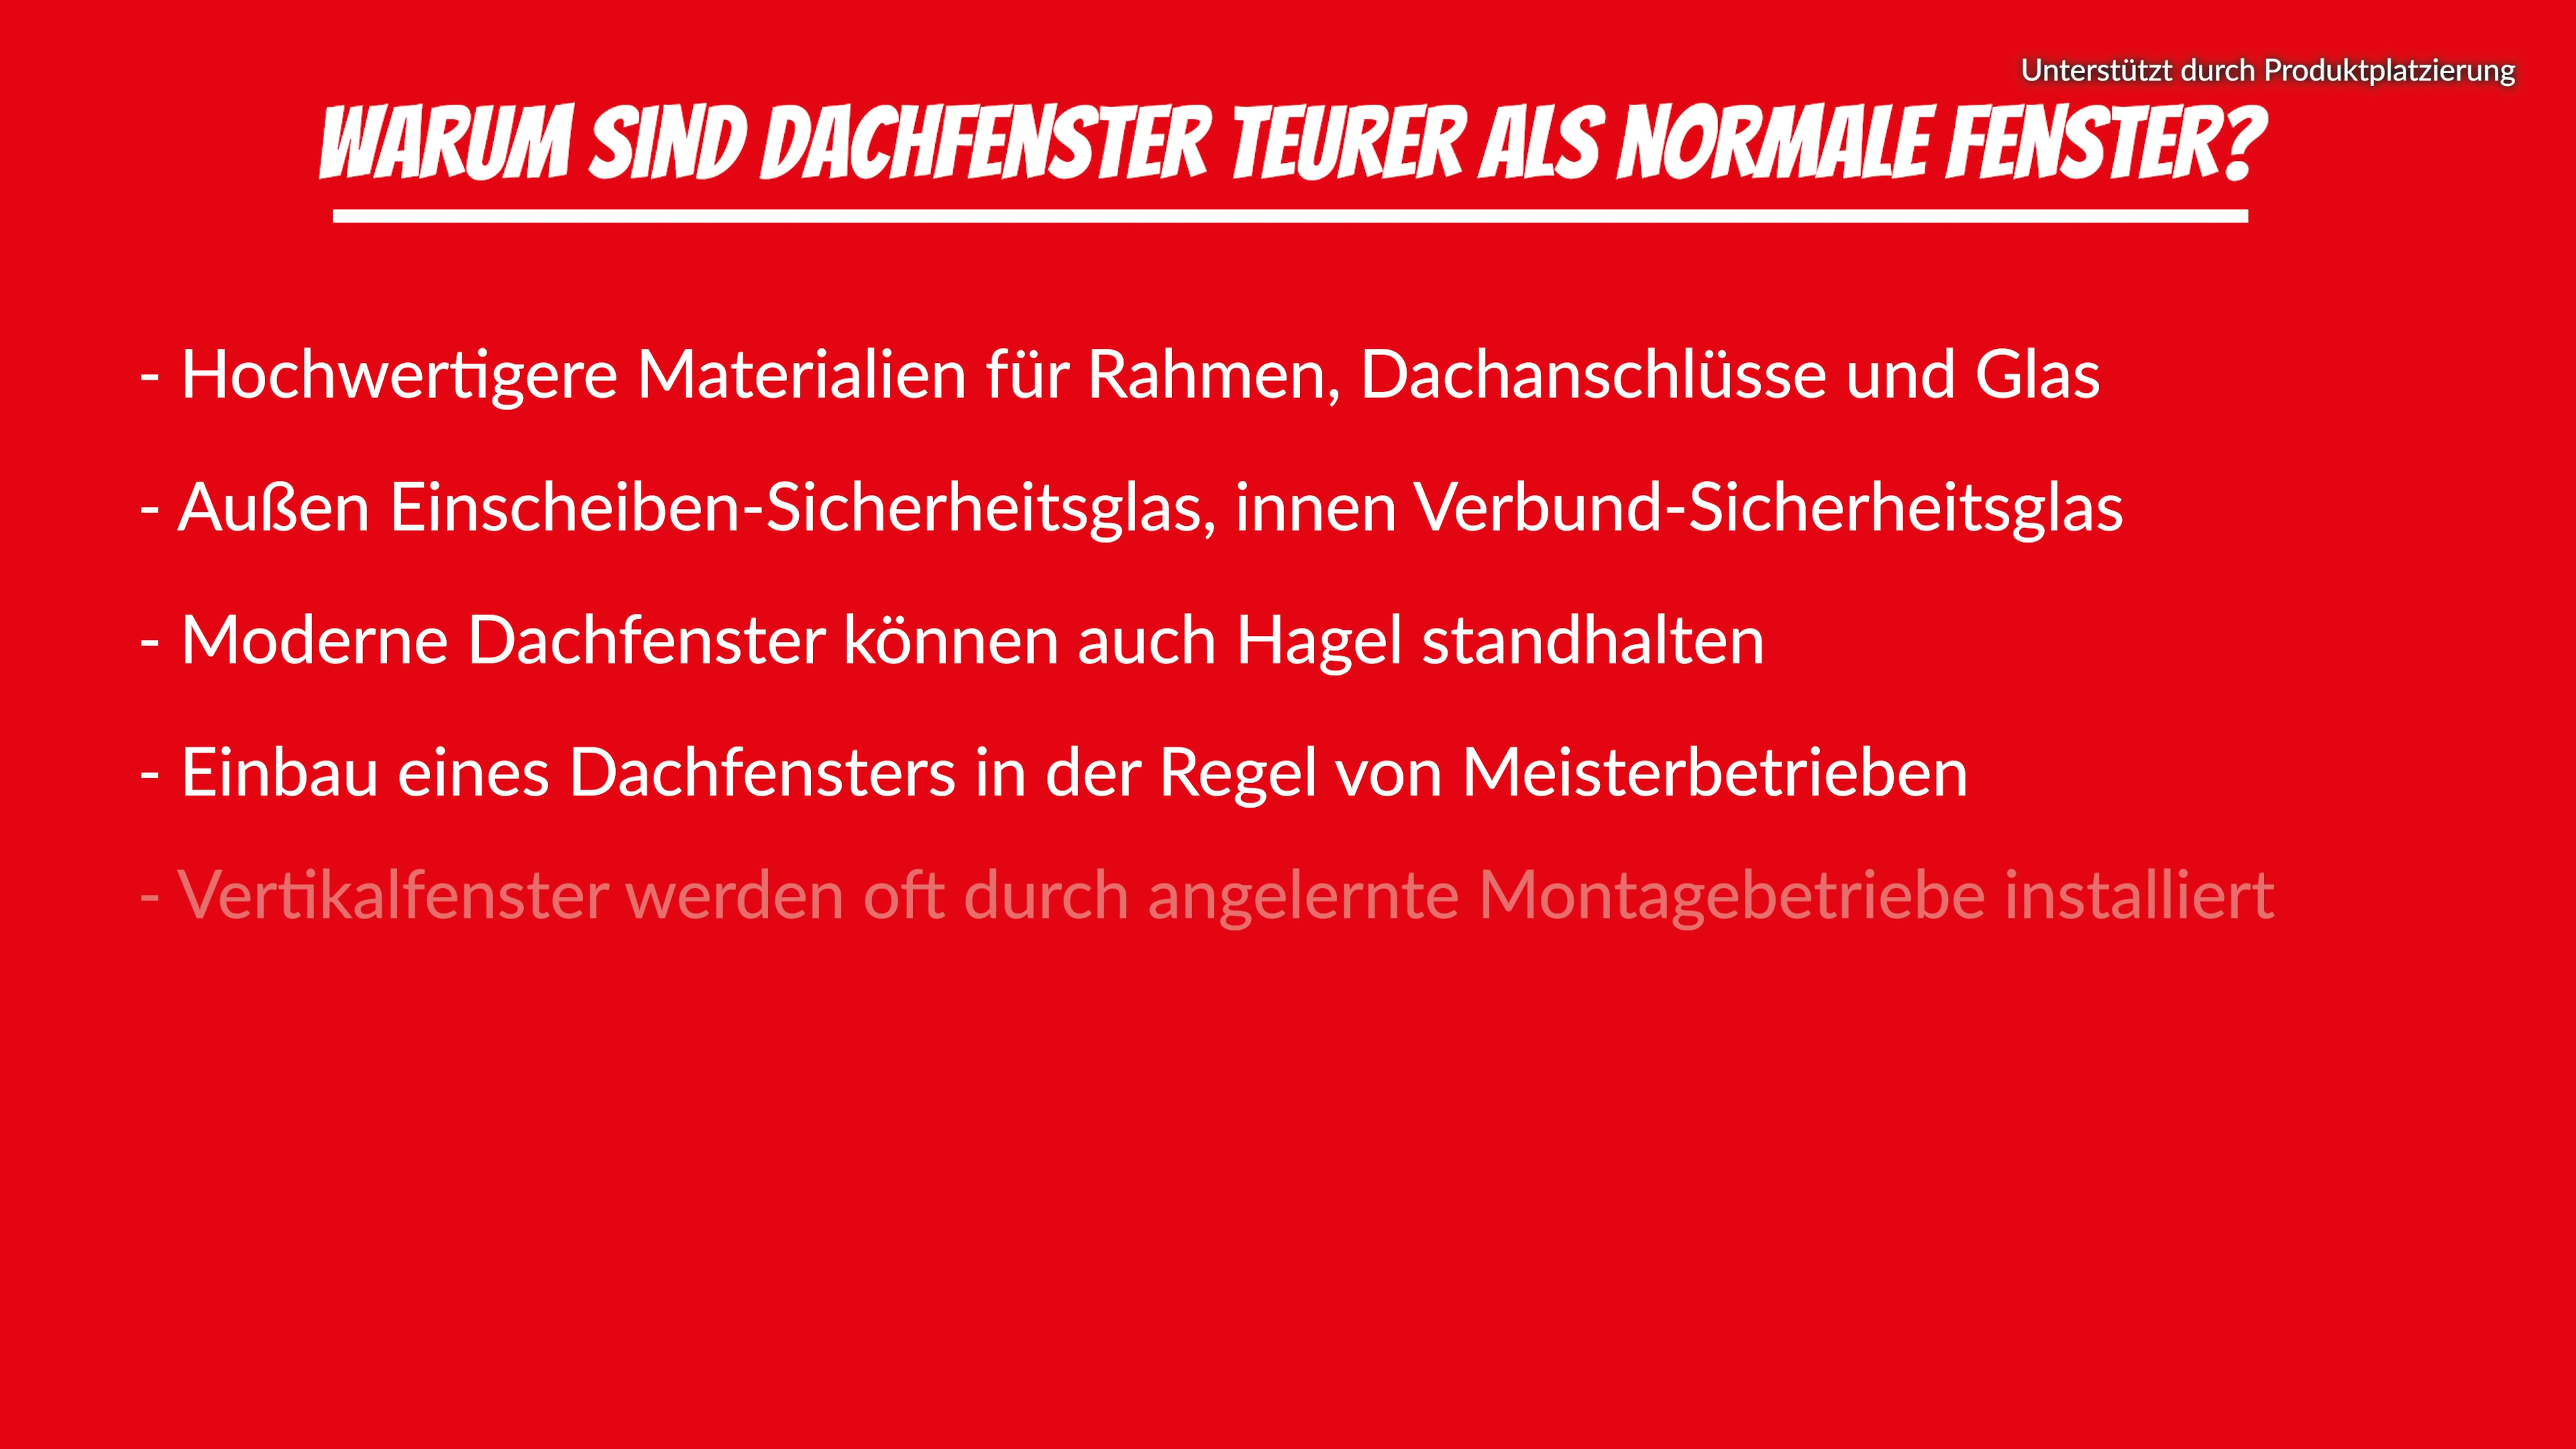 Unterstützt durch Produktplatzierung
WARUM SIND DACHFENSTER TEURER ALS NORMALE FENSTER?
- Hochwertigere Materialien für Rahmen, Dachanschlüsse und Glas
- Außen Einscheiben-Sicherheitsglas, innen Verbund-Sicherheitsglas
- Moderne Dachfenster können auch Hagel standhalten
- Einbau eines Dachfensters in der Regel von Meisterbetrieben
- Vertikalfenster werden oft durch angelernte Montagebetriebe installiert